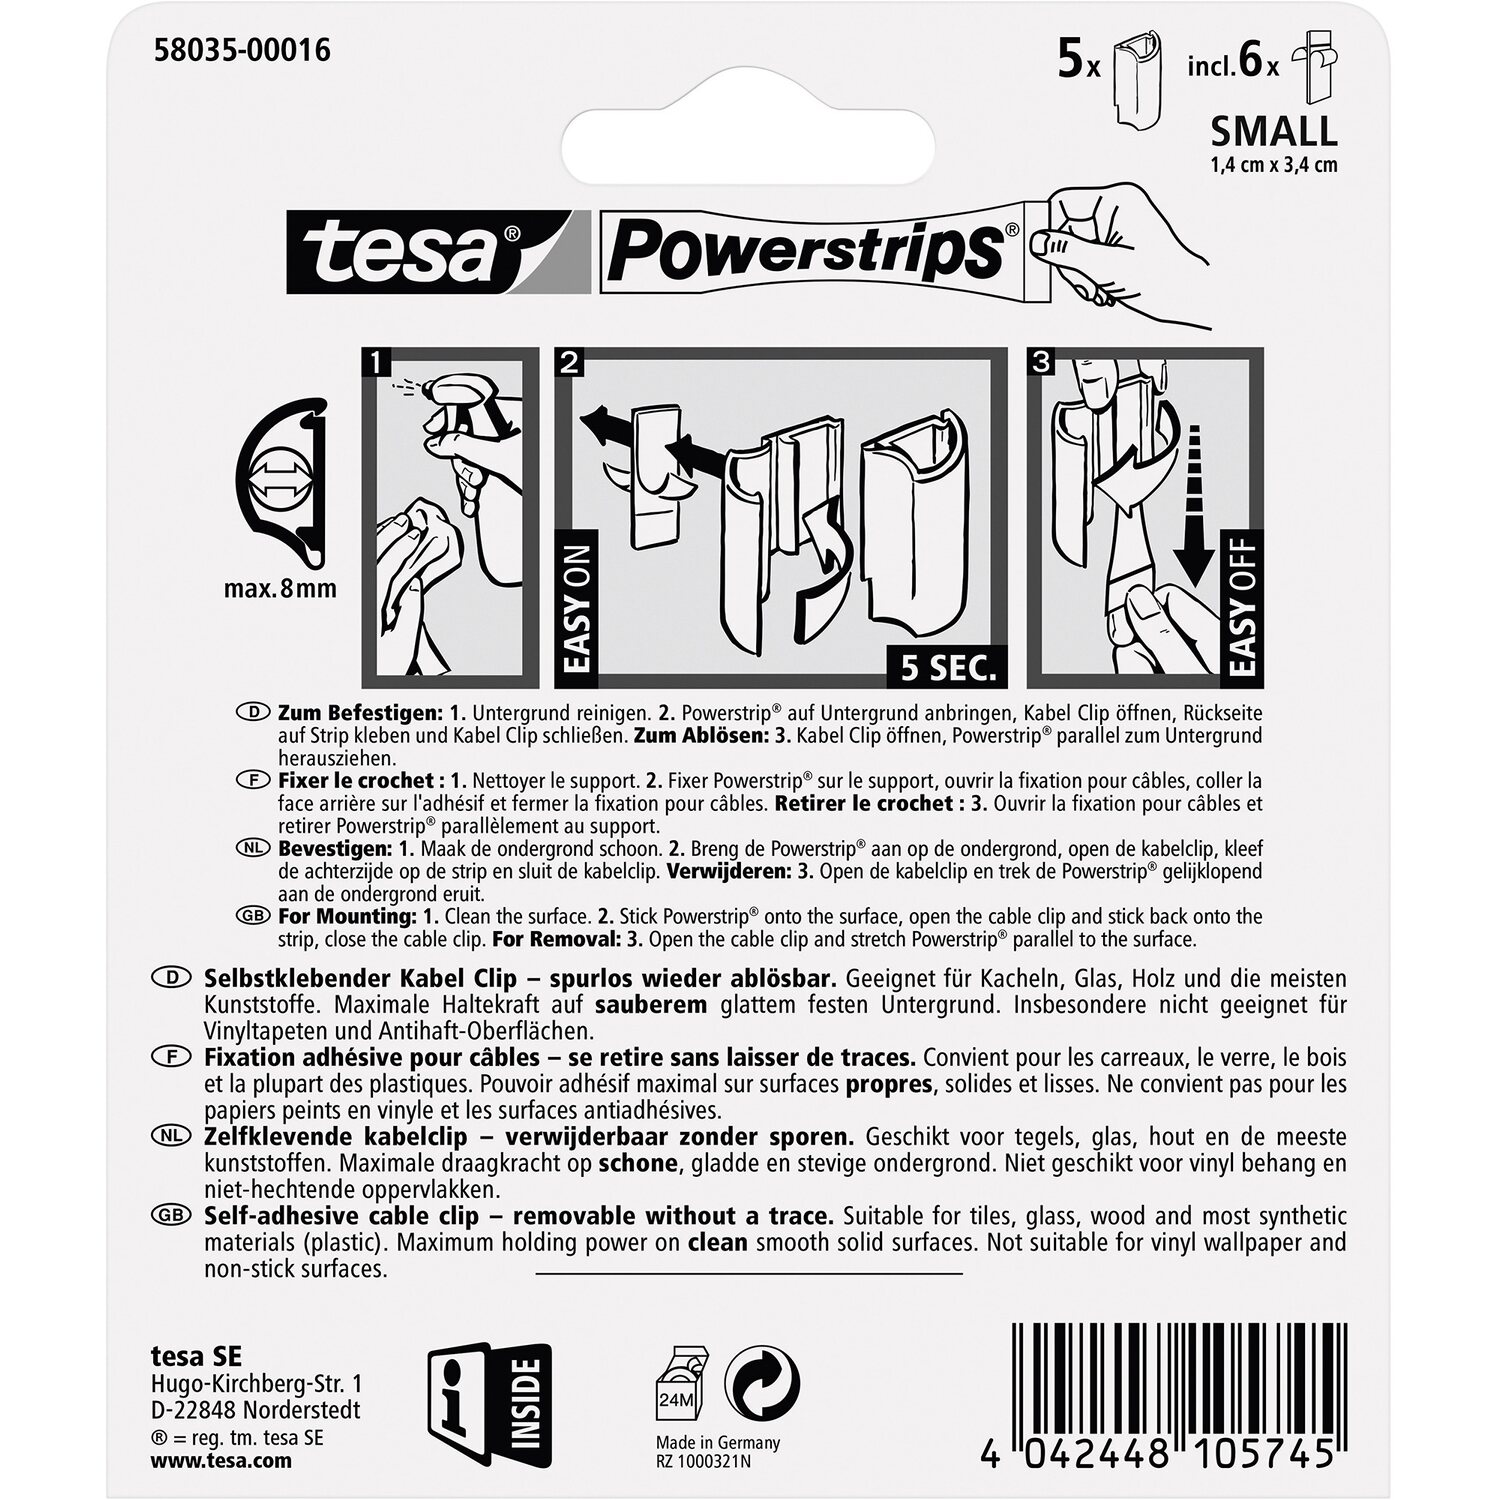 58035-00016
5x
incl.6x
SMALL
1,4 cm x 3,4 cm
tesa® Powerstrips®
1
2
3
max. 8mm
EASY ON
5 SEC.
EASY OFF
D Zum Befestigen: 1. Untergrund reinigen. 2. Powerstrip® auf Untergrund anbringen, Kabel Clip öffnen, Rückseite
auf Strip kleben und Kabel Clip schließen. Zum Ablösen: 3. Kabel Clip öffnen, Powerstrip® parallel zum Untergrund
herausziehen.
F Fixer le crochet : 1. Nettoyer le support. 2. Fixer Powerstrip® sur le support, ouvrir la fixation pour câbles, coller la
face arrière sur l'adhésif et fermer la fixation pour câbles. Retirer le crochet : 3. Ouvrir la fixation pour câbles et
retirer Powerstrip® parallèlement au support.
NL Bevestigen: 1. Maak de ondergrond schoon. 2. Breng de Powerstrip® aan op de ondergrond, open de kabelclip, kleef
de achterzijde op de strip en sluit de kabelclip. Verwijderen: 3. Open de kabelclip en trek de Powerstrip® gelijklopend
aan de ondergrond eruit.
GB For Mounting: 1. Clean the surface. 2. Stick Powerstrip® onto the surface, open the cable clip and stick back onto the
strip, close the cable clip. For Removal: 3. Open the cable clip and stretch Powerstrip® parallel to the surface.
D Selbstklebender Kabel Clip – spurlos wieder ablösbar. Geeignet für Kacheln, Glas, Holz und die meisten
Kunststoffe. Maximale Haltekraft auf sauberem glattem festen Untergrund. Insbesondere nicht geeignet für
Vinyltapeten und Antihaft-Oberflächen.
F Fixation adhésive pour câbles – se retire sans laisser de traces. Convient pour les carreaux, le verre, le bois
et la plupart des plastiques. Pouvoir adhésif maximal sur surfaces propres, solides et lisses. Ne convient pas pour les
papiers peints en vinyle et les surfaces antiadhésives.
NL Zelfklevende kabelclip – verwijderbaar zonder sporen. Geschikt voor tegels, glas, hout en de meeste
kunststoffen. Maximale draagkracht op schone, gladde en stevige ondergrond. Niet geschikt voor vinyl behang en
niet-hechtende oppervlakken.
GB Self-adhesive cable clip – removable without a trace. Suitable for tiles, glass, wood and most synthetic
materials (plastic). Maximum holding power on clean smooth solid surfaces. Not suitable for vinyl wallpaper and
non-stick surfaces.
tesa SE
Hugo-Kirchberg-Str. 1
D-22848 Norderstedt
® = reg. tm. tesa SE
www.tesa.com
i INSIDE
24M
Made in Germany
RZ 1000321N
4 042448 105745